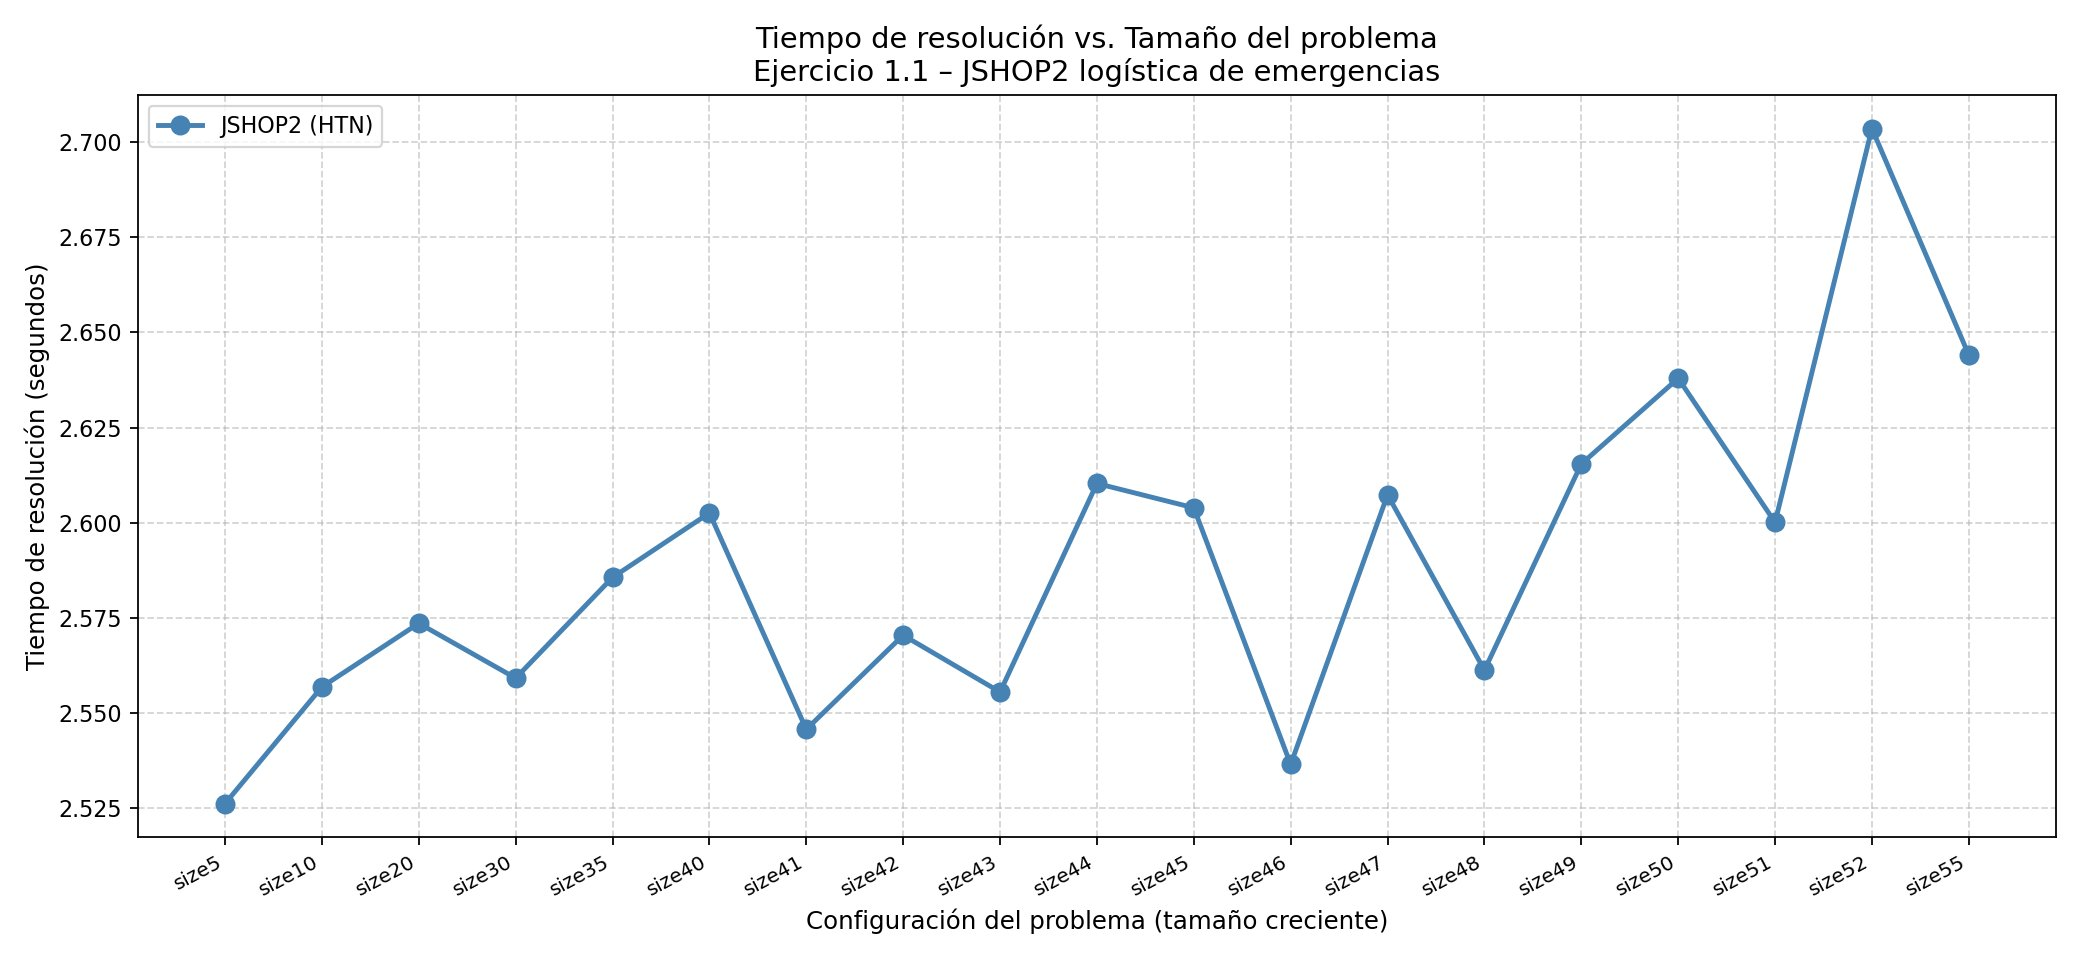 Tiempo de resolución vs. Tamaño del problema
Ejercicio 1.1 – JSHOP2 logística de emergencias
JSHOP2 (HTN)
Tiempo de resolución (segundos)
2.700
2.675
2.650
2.625
2.600
2.575
2.550
2.525
size5
size10
size20
size30
size35
size40
size41
size42
size43
size44
size45
size46
size47
size48
size49
size50
size51
size52
size55
Configuración del problema (tamaño creciente)